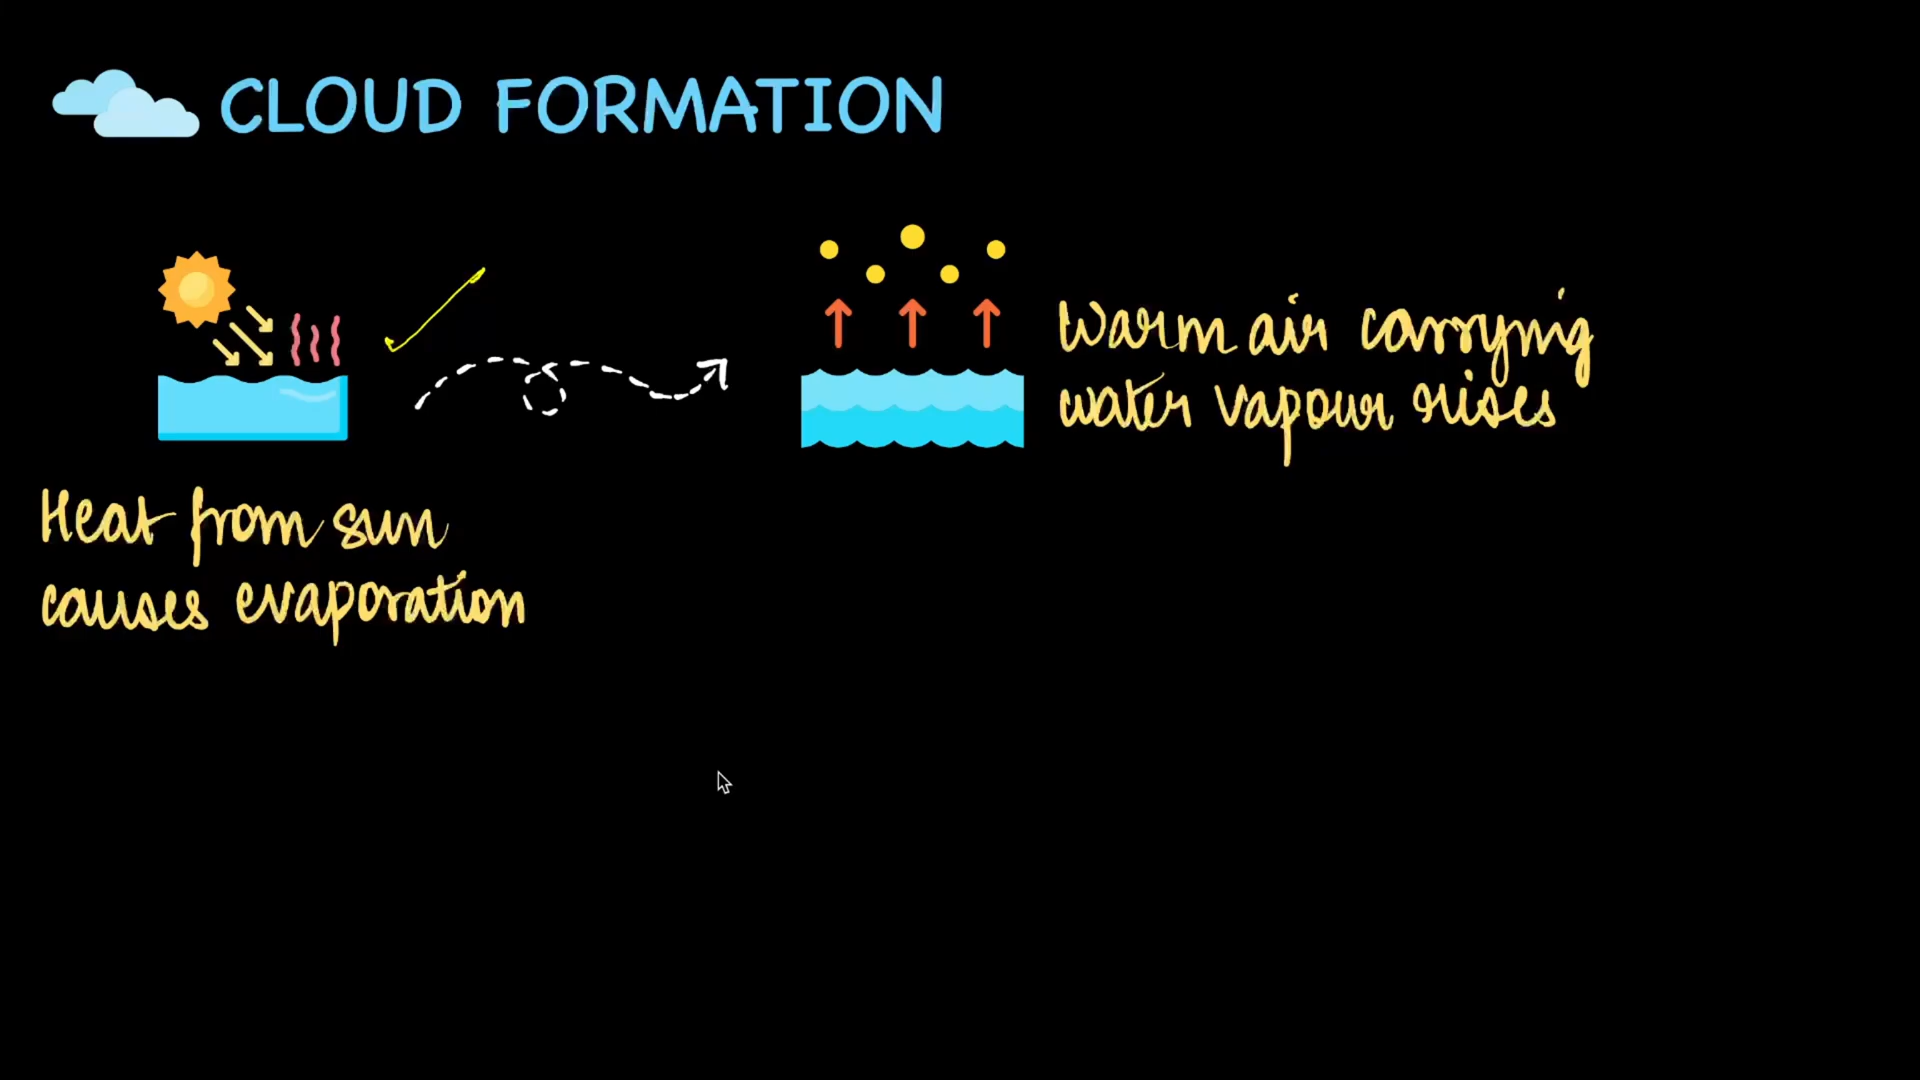 CLOUD FORMATION
Warm air carrying
water vapour rises
Heat from sun
causes evaporation